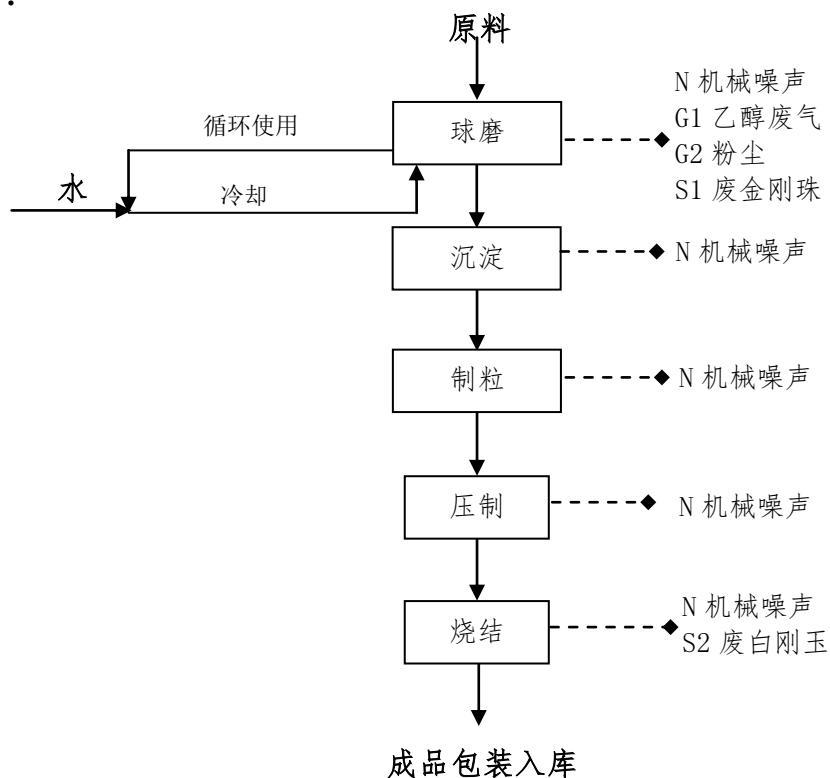 原料
球磨
N 机械噪声
G1 乙醇废气
G2 粉尘
S1 废金刚珠
循环使用
水
冷却
沉淀
N 机械噪声
制粒
N 机械噪声
压制
N 机械噪声
烧结
N 机械噪声
S2 废白刚玉
成品包装入库